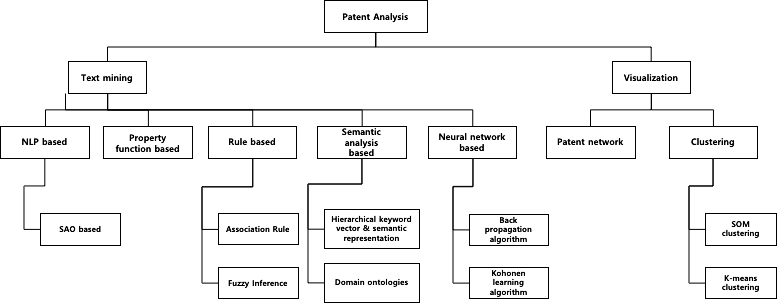 Patent Analysis
Text mining
Visualization
NLP based
Property
function based
Rule based
Semantic
analysis
based
Neural network
based
Patent network
Clustering
SAO based
Association Rule
Hierarchical keyword
vector & semantic
representation
Back
propagation
algorithm
SOM
clustering
Fuzzy Inference
Domain ontologies
Kohonen
learning
algorithm
K-means
clustering